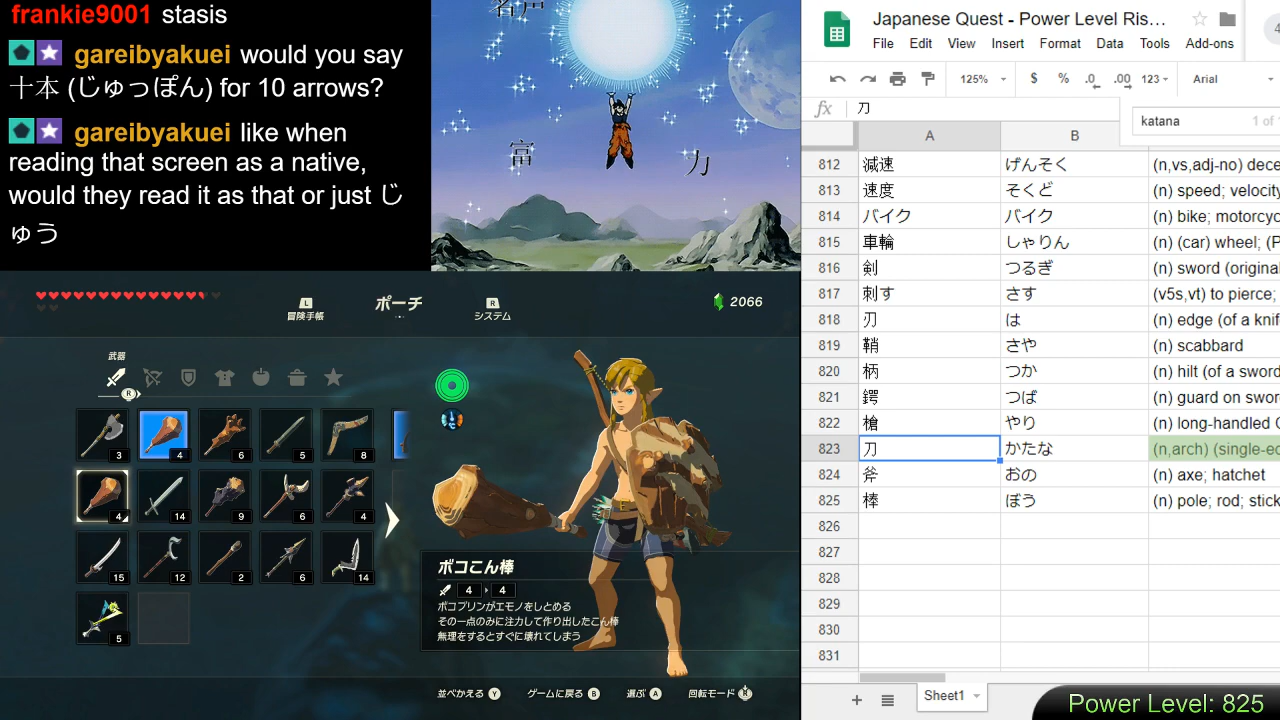 frankie9001 stasis
gareibyakuei would you say
十本 (じゅっぽん) for 10 arrows?
gareibyakuei like when
reading that screen as a native,
would they read it as that or just じ
ゅう
名声
富
力
L
冒険手帳
ポーチ
R
システム
2066
武器
R
3 4 6 5 8
4 14 9 6 4
15 12 2 6 14
5
ボコこん棒
4 4
ボコブリンがエモノをしとめる
その一点のみに注力して作り出したこん棒
無理をするとすぐに壊れてしまう
並べかえる Y ゲームに戻る B 選ぶ A 回転モード R
Japanese Quest - Power Level Ris…
File Edit View Insert Format Data Tools Add-ons
125% $ % .0 .00 123 Arial
fx 刀
katana 1 of
A B
812 減速 げんそく (n,vs,adj-no) dece
813 速度 そくど (n) speed; velocity
814 バイク バイク (n) bike; motorcyc
815 車輪 しゃりん (n) (car) wheel; (P
816 剣 つるぎ (n) sword (original
817 刺す さす (v5s,vt) to pierce;
818 刃 は (n) edge (of a knif
819 鞘 さや (n) scabbard
820 柄 つか (n) hilt (of a sword
821 鍔 つば (n) guard on sword
822 槍 やり (n) long-handled
823 刀 かたな (n,arch) (single-ed
824 斧 おの (n) axe; hatchet
825 棒 ぼう (n) pole; rod; stick
826
827
828
829
830
831
Sheet1
Power Level: 825